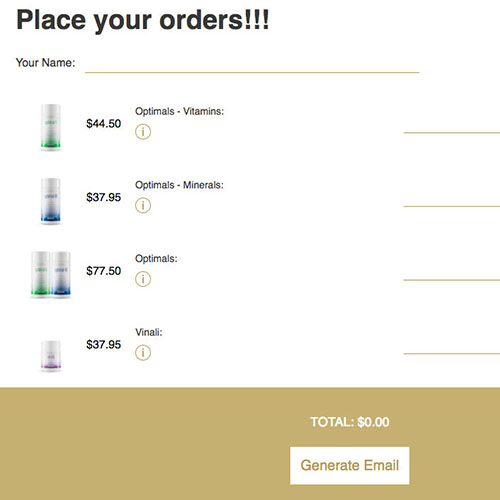 Place your orders!!!
Your Name:
$44.50
Optimals - Vitamins:
i
$37.95
Optimals - Minerals:
i
$77.50
Optimals:
i
$37.95
Vinali:
i
TOTAL: $0.00
Generate Email